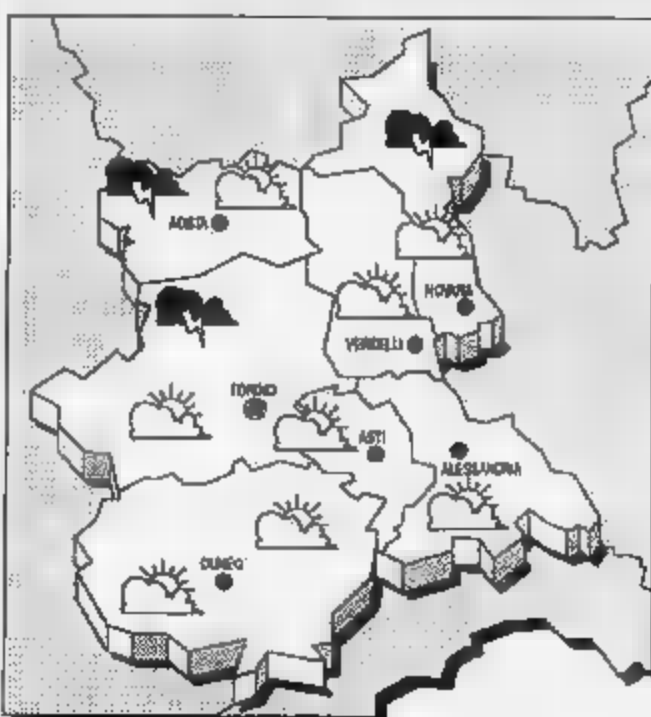 AOSTA
NOVARA
VERCELLI
TORINO
ASTI
ALESSANDRIA
CUNEO